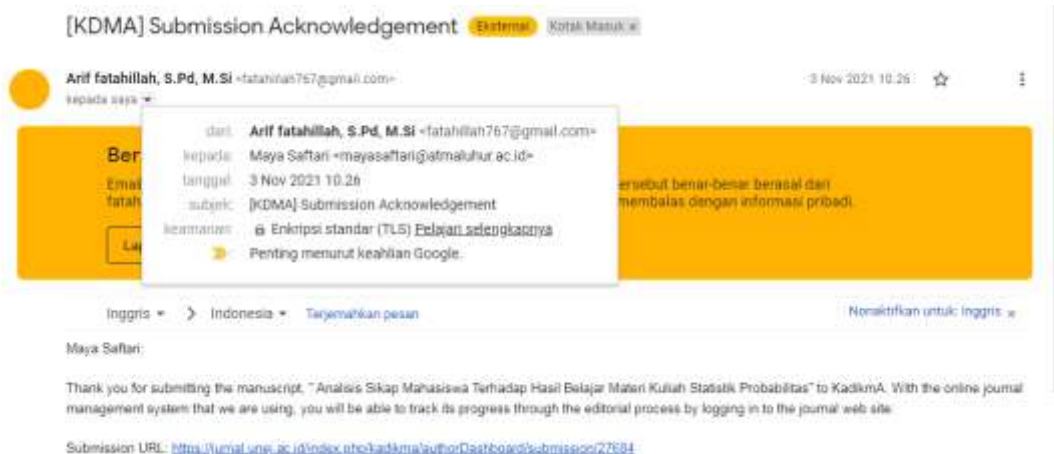 [KDMA] Submission Acknowledgement Eksternal Kotak Masuk ×
Arif fatahillah, S.Pd, M.Si <fatahillah767@gmail.com> 3 Nov 2021 10.26
kepada saya
dari: Arif fatahillah, S.Pd, M.Si <fatahillah767@gmail.com>
Ber
kepada: Maya Saftari <mayasaftari@atmaluhur.ac.id>
Email
tanggal: 3 Nov 2021 10.26
ersebut benar-benar berasal dari
fatah
subjek: [KDMA] Submission Acknowledgement
membalas dengan informasi pribadi.
keamanan: Enkripsi standar (TLS) Pelajari selengkapnya
La
Penting menurut keahlian Google.
Inggris > Indonesia Terjemahkan pesan Nonaktifkan untuk: Inggris ×
Maya Saftari:
Thank you for submitting the manuscript, "Analisis Sikap Mahasiswa Terhadap Hasil Belajar Materi Kuliah Statistik Probabilitas" to KadikmA. With the online journal
management system that we are using, you will be able to track its progress through the editorial process by logging in to the journal web site:
Submission URL: https://jurnal.unej.ac.id/index.php/kadikma/authorDashboard/submission/27684